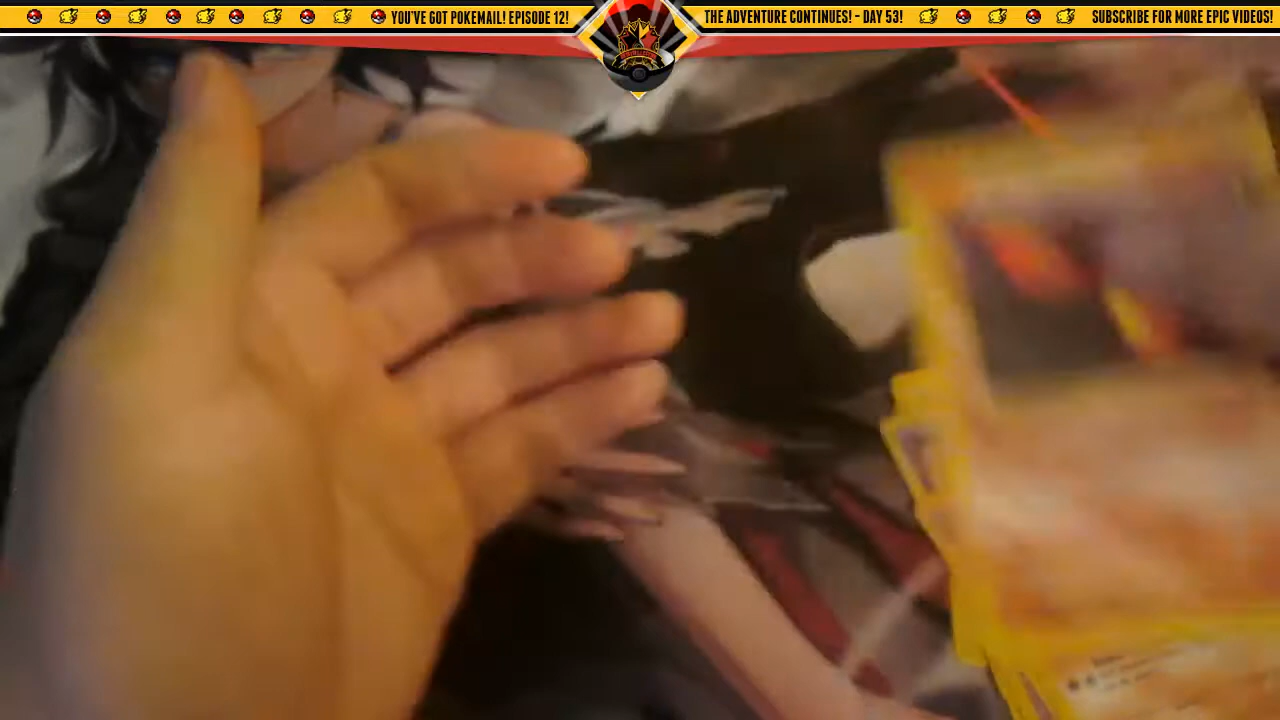 YOU'VE GOT POKEMAIL! EPISODE 12!
THE ADVENTURE CONTINUES! - DAY 53!
SUBSCRIBE FOR MORE EPIC VIDEOS!